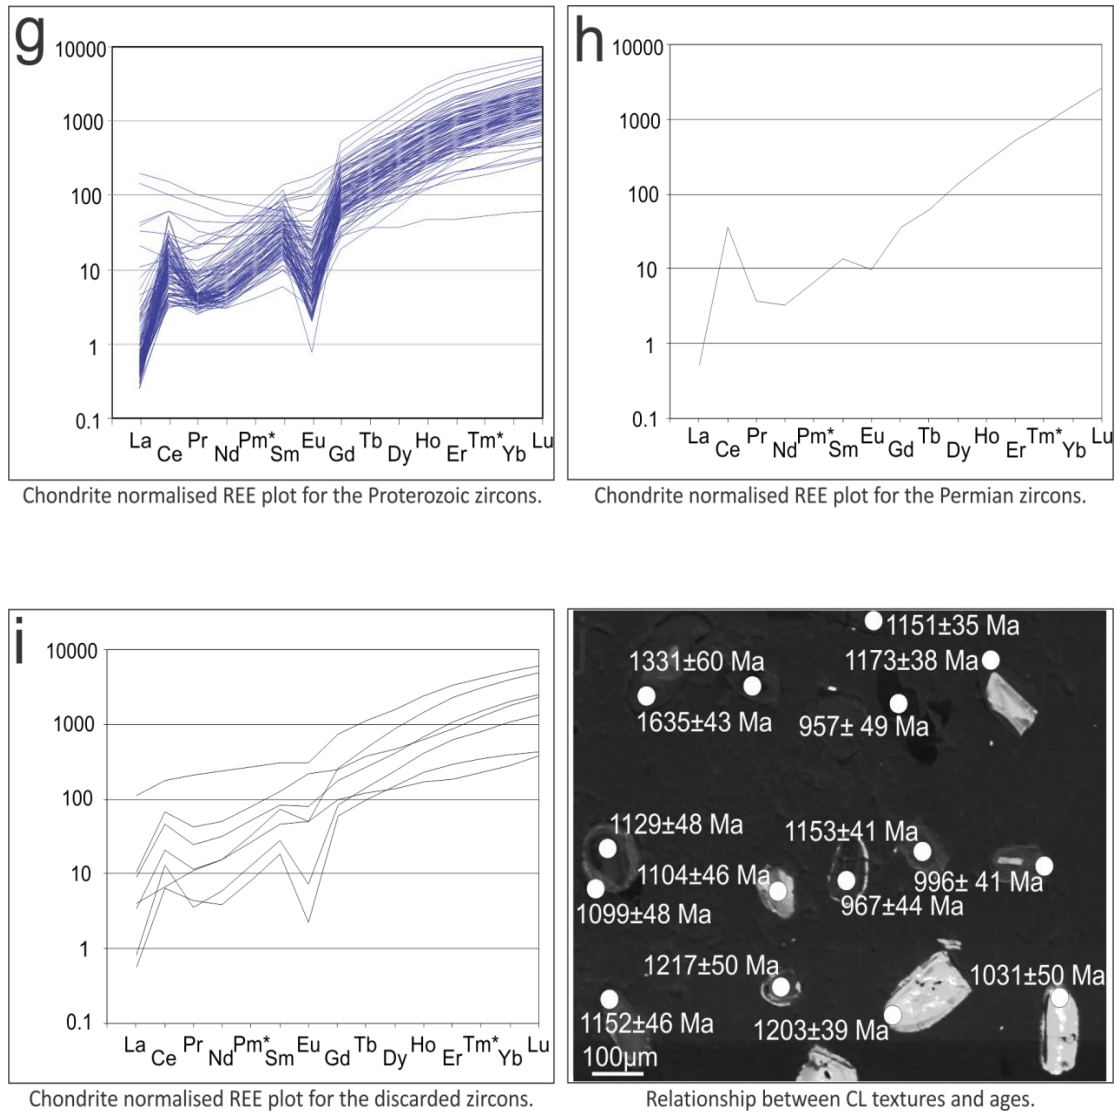 g
10000
1000
100
10
1
0.1
La Ce Pr Nd Pm* Sm Eu Gd Tb Dy Ho Er Tm* Yb Lu
Chondrite normalised REE plot for the Proterozoic zircons.
h
10000
1000
100
10
1
0.1
La Ce Pr Nd Pm* Sm Eu Gd Tb Dy Ho Er Tm* Yb Lu
Chondrite normalised REE plot for the Permian zircons.
i
10000
1000
100
10
1
0.1
La Ce Pr Nd Pm* Sm Eu Gd Tb Dy Ho Er Tm* Yb Lu
Chondrite normalised REE plot for the discarded zircons.
j
1151±35 Ma
1331±60 Ma
1173±38 Ma
1635±43 Ma
957± 49 Ma
1129±48 Ma
1153±41 Ma
1104±46 Ma
996± 41 Ma
1099±48 Ma
967±44 Ma
1217±50 Ma
1031±50 Ma
1152±46 Ma
1203±39 Ma
100µm
Relationship between CL textures and ages.